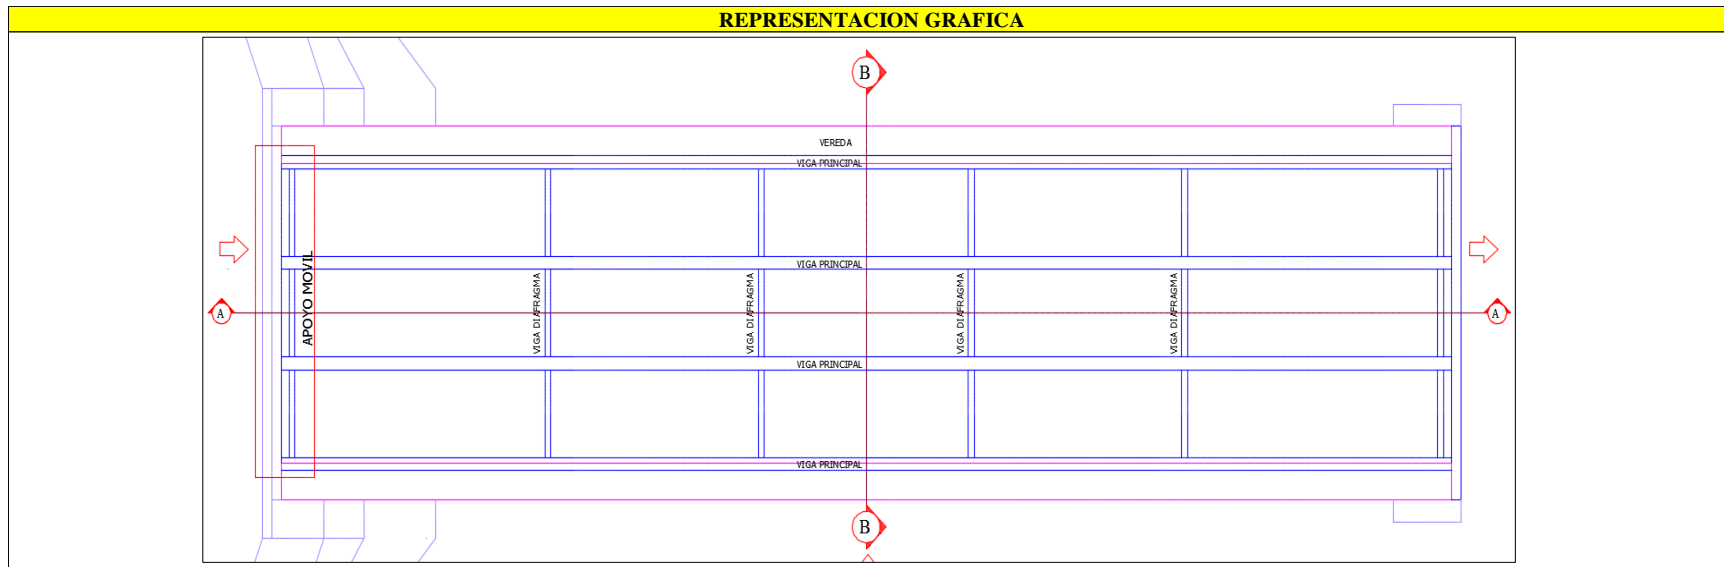 REPRESENTACION GRAFICA
B
VEREDA
VIGA PRINCIPAL
VIGA PRINCIPAL
APOYO MOVIL
VIGA DIAFRAGMA
VIGA DIAFRAGMA
VIGA DIAFRAGMA
VIGA DIAFRAGMA
A
A
VIGA PRINCIPAL
VIGA PRINCIPAL
B